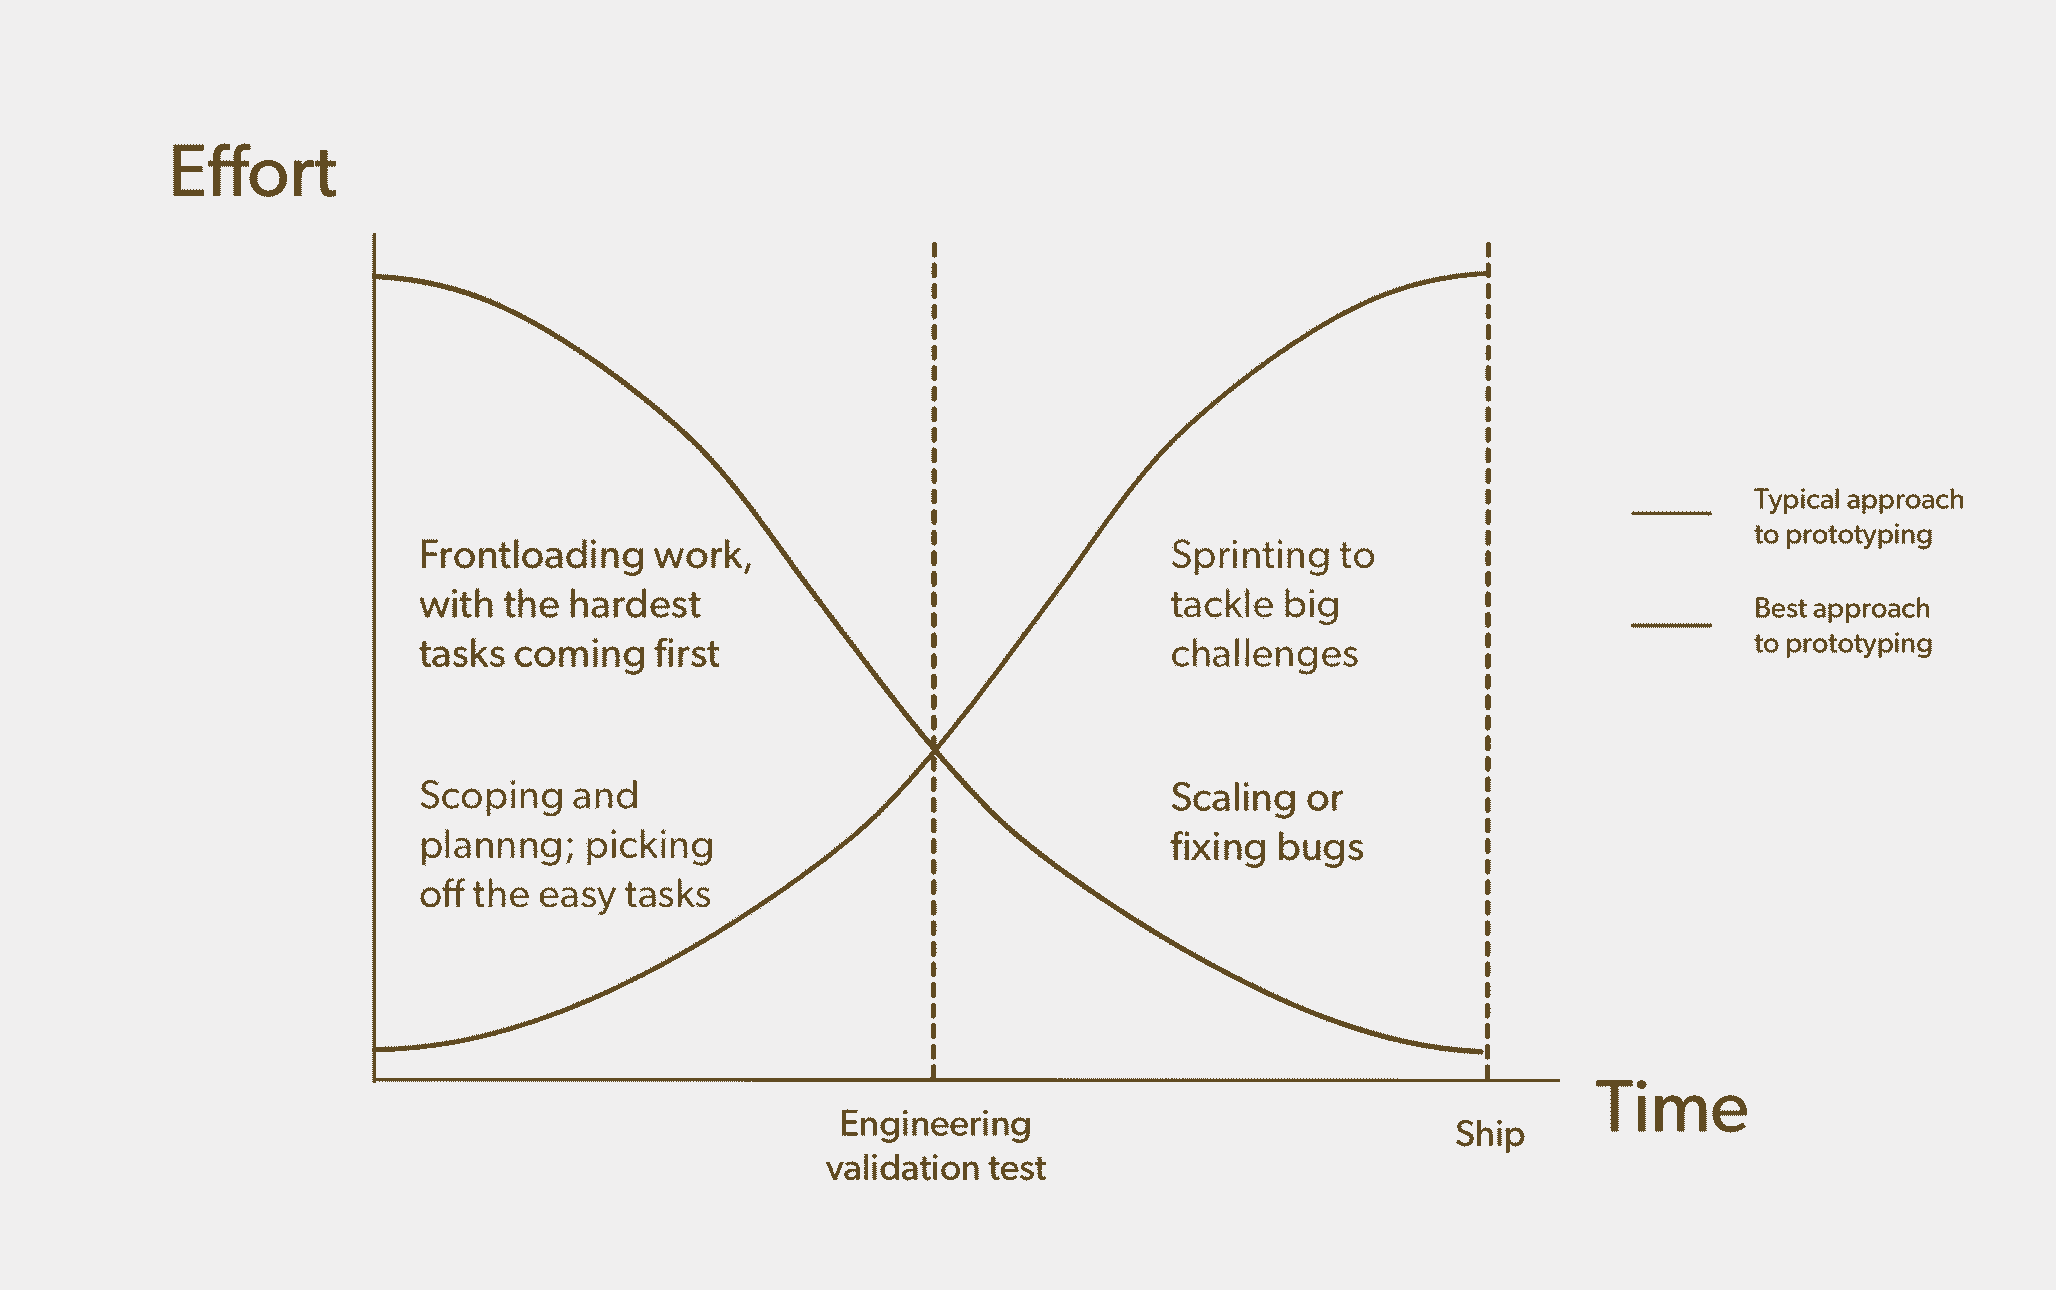 Effort
Frontloading work,
with the hardest
tasks coming first
Scoping and
plannng; picking
off the easy tasks
Sprinting to
tackle big
challenges
Scaling or
fixing bugs
Typical approach
to prototyping
Best approach
to prototyping
Engineering
validation test
Ship
Time